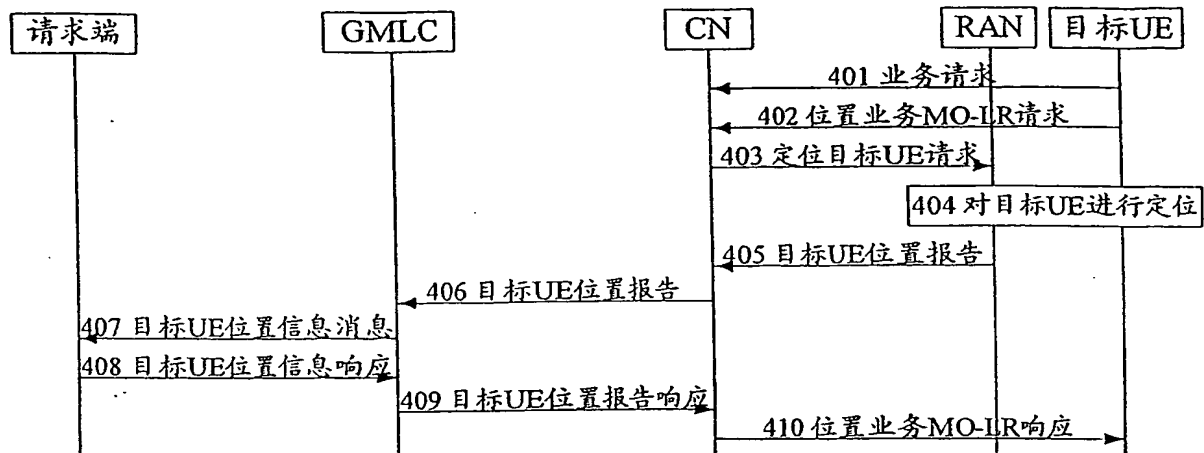 请求端 GMLC CN RAN 目标UE
401 业务请求
402 位置业务MO-LR请求
403 定位目标UE请求
404 对目标UE进行定位
405 目标UE位置报告
406 目标UE位置报告
407 目标UE位置信息消息
408 目标UE位置信息响应
409 目标UE位置报告响应
410 位置业务MO-LR响应